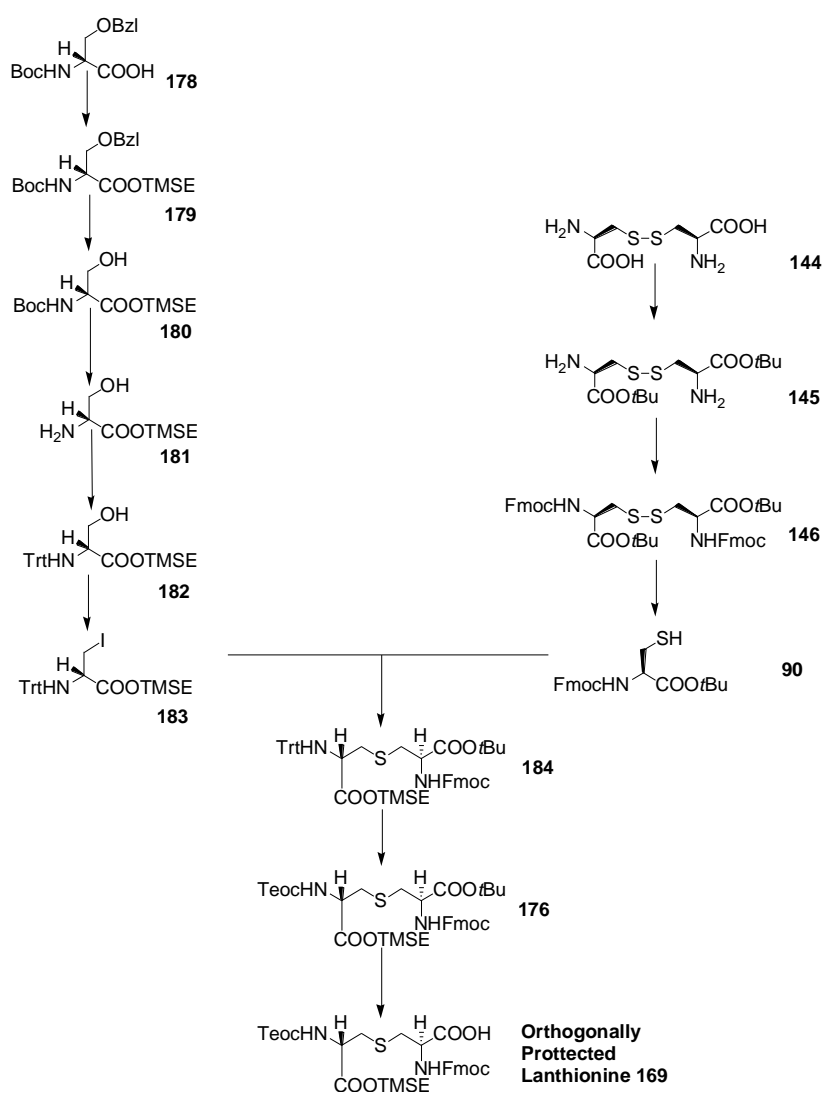 OBzl
H
BocHN COOH 178
OBzl
H
BocHN COOTMSE
179
OH
H
BocHN COOTMSE
180
OH
H
H2N COOTMSE
181
OH
H
TrtHN COOTMSE
182
I
H
TrtHN COOTMSE
183
H2N S S COOH
COOH NH2 144
H2N S S COOtBu
COOtBu NH2 145
FmocHN S S COOtBu
COOtBu NHFmoc 146
SH
FmocHN COOtBu 90
H H
TrtHN S COOtBu 184
NHFmoc
COOTMSE
H H
TeocHN S COOtBu 176
NHFmoc
COOTMSE
H H
TeocHN S COOH
NHFmoc
COOTMSE
Orthogonally
Prottected
Lanthionine 169